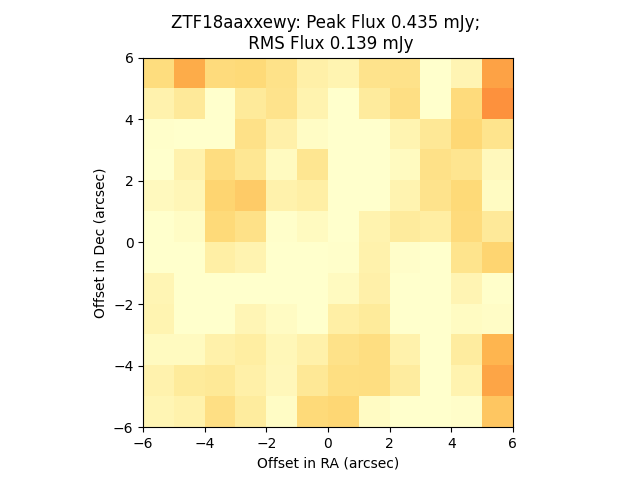 ZTF18aaxxewy: Peak Flux 0.435 mJy;
RMS Flux 0.139 mJy
6
4
2
0
−2
−4
−6
Offset in Dec (arcsec)
−6 −4 −2 0 2 4 6
Offset in RA (arcsec)